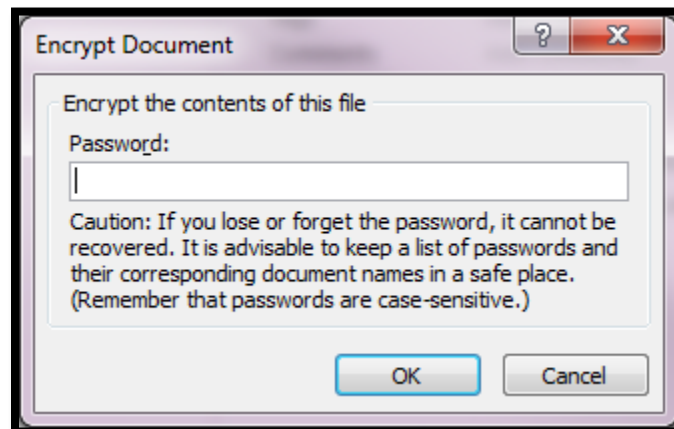 Encrypt Document
Encrypt the contents of this file
Password:
Caution: If you lose or forget the password, it cannot be
recovered. It is advisable to keep a list of passwords and
their corresponding document names in a safe place.
(Remember that passwords are case-sensitive.)
OK Cancel